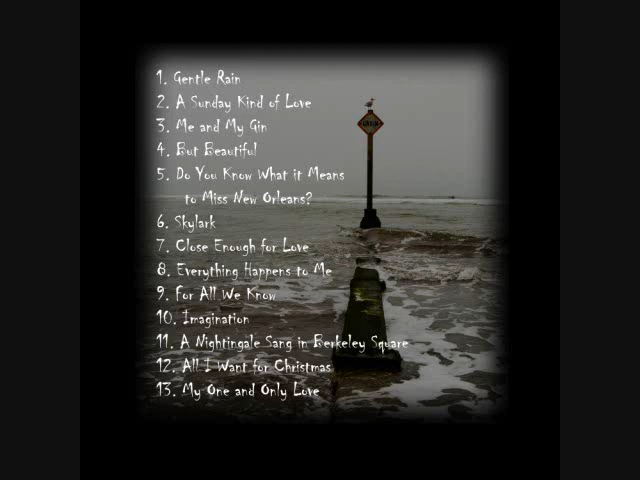 1. Gentle Rain
2. A Sunday Kind of Love
3. Me and My Gin
4. But Beautiful
5. Do You Know What it Means
to Miss New Orleans?
6. Skylark
7. Close Enough for Love
8. Everything Happens to Me
9. For All We Know
10. Imagination
11. A Nightingale Sang in Berkeley Square
12. All I Want for Christmas
13. My One and Only Love